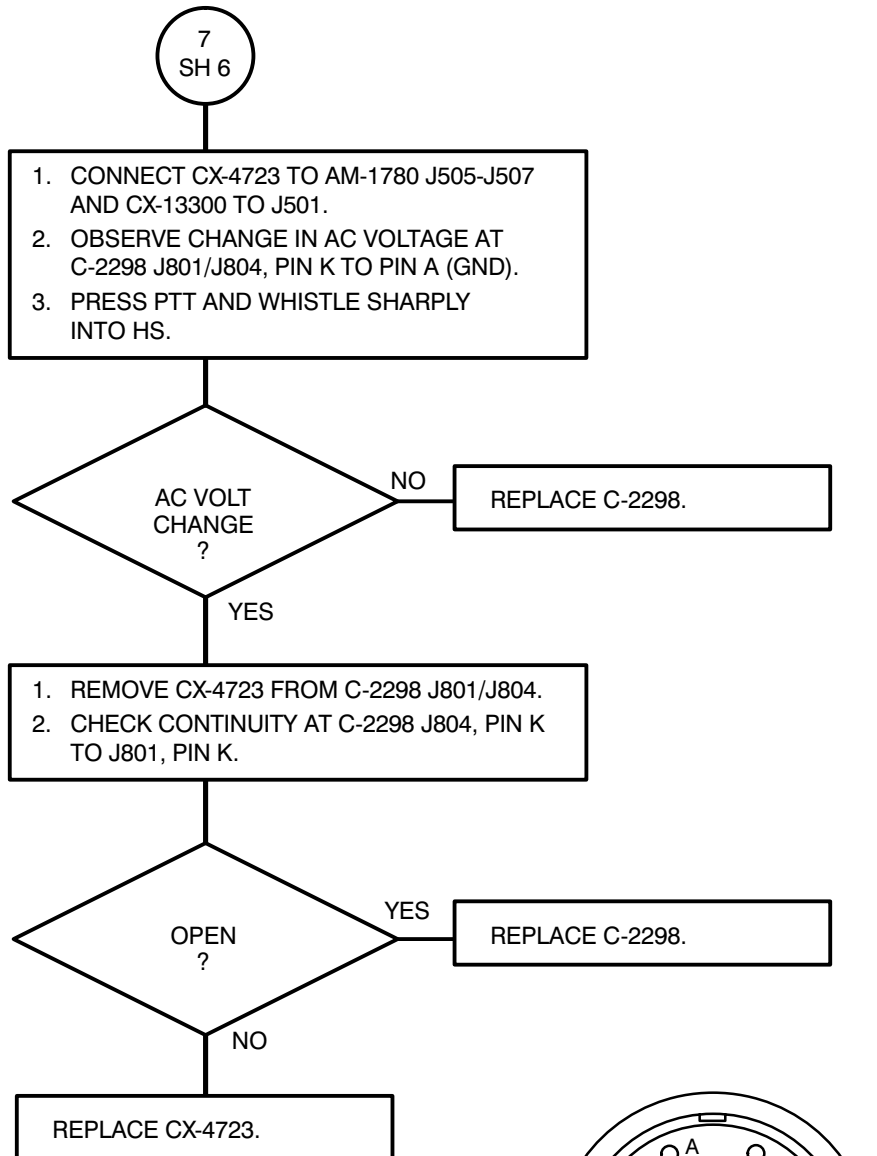 7
SH 6
1. CONNECT CX-4723 TO AM-1780 J505-J507
AND CX-13300 TO J501.
2. OBSERVE CHANGE IN AC VOLTAGE AT
C-2298 J801/J804, PIN K TO PIN A (GND).
3. PRESS PTT AND WHISTLE SHARPLY
INTO HS.
AC VOLT
CHANGE
?
NO
REPLACE C-2298.
YES
1. REMOVE CX-4723 FROM C-2298 J801/J804.
2. CHECK CONTINUITY AT C-2298 J804, PIN K
TO J801, PIN K.
OPEN
?
YES
REPLACE C-2298.
NO
REPLACE CX-4723.
A